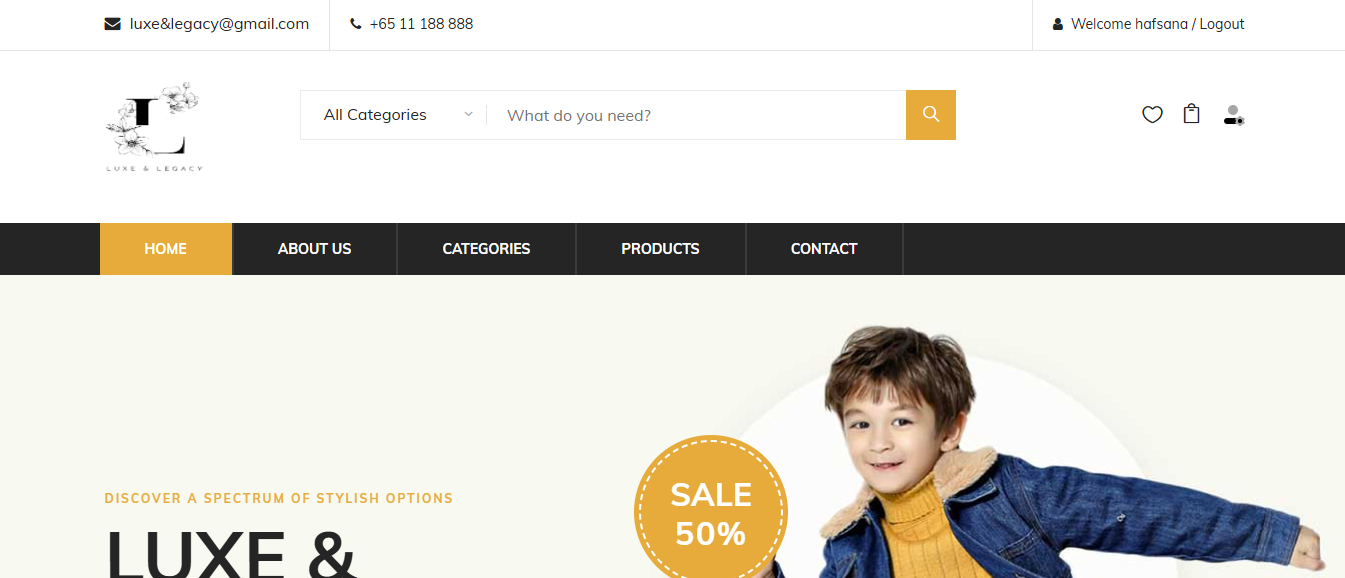 luxe&legacy@gmail.com
+65 11 188 888
Welcome hafsana / Logout
L
LUXE & LEGACY
All Categories
What do you need?
HOME
ABOUT US
CATEGORIES
PRODUCTS
CONTACT
DISCOVER A SPECTRUM OF STYLISH OPTIONS
LUXE &
SALE
50%